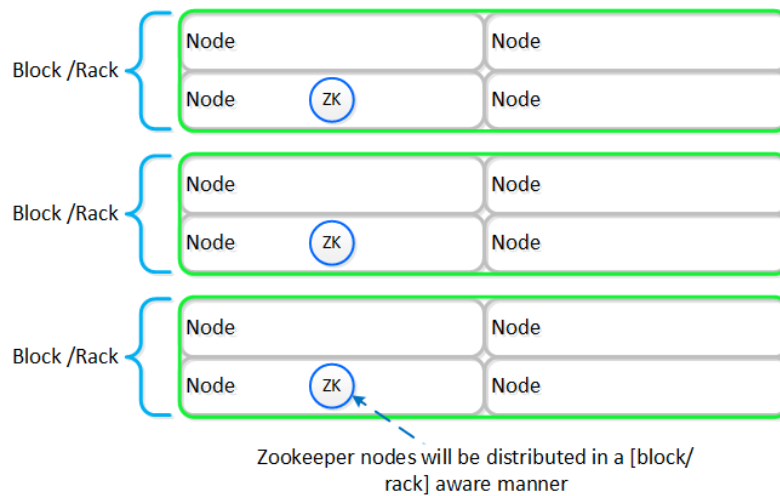 Node Node
Block /Rack
Node ZK Node
Node Node
Block /Rack
Node ZK Node
Node Node
Block /Rack
Node ZK Node
Zookeeper nodes will be distributed in a [block/
rack] aware manner